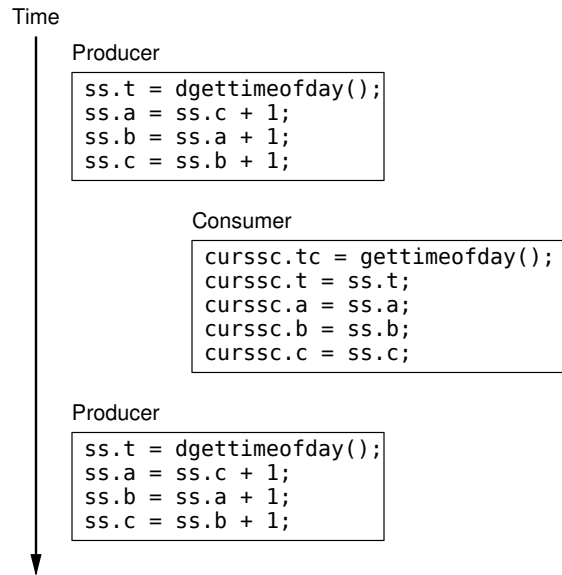 Time
Producer
ss.t = dgettimeofday();
ss.a = ss.c + 1;
ss.b = ss.a + 1;
ss.c = ss.b + 1;
Consumer
curssc.tc = gettimeofday();
curssc.t = ss.t;
curssc.a = ss.a;
curssc.b = ss.b;
curssc.c = ss.c;
Producer
ss.t = dgettimeofday();
ss.a = ss.c + 1;
ss.b = ss.a + 1;
ss.c = ss.b + 1;